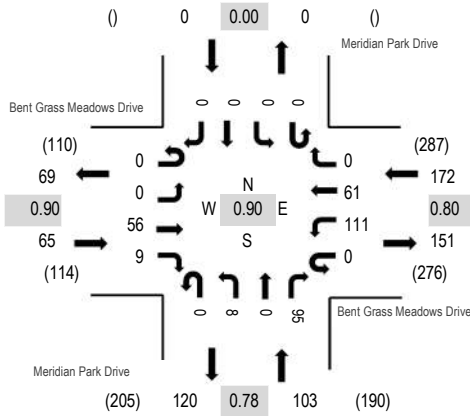 () 0 0.00 0 ()
Meridian Park Drive
Bent Grass Meadows Drive
0 0 0 0
(110) 0 0 (287)
69 172
0 N 61
0.90 W 0.90 E 0.80
56 111
65 S 151
9 0
(114) (276)
0 8 0 95
Bent Grass Meadows Drive
Meridian Park Drive
(205) 120 0.78 103 (190)